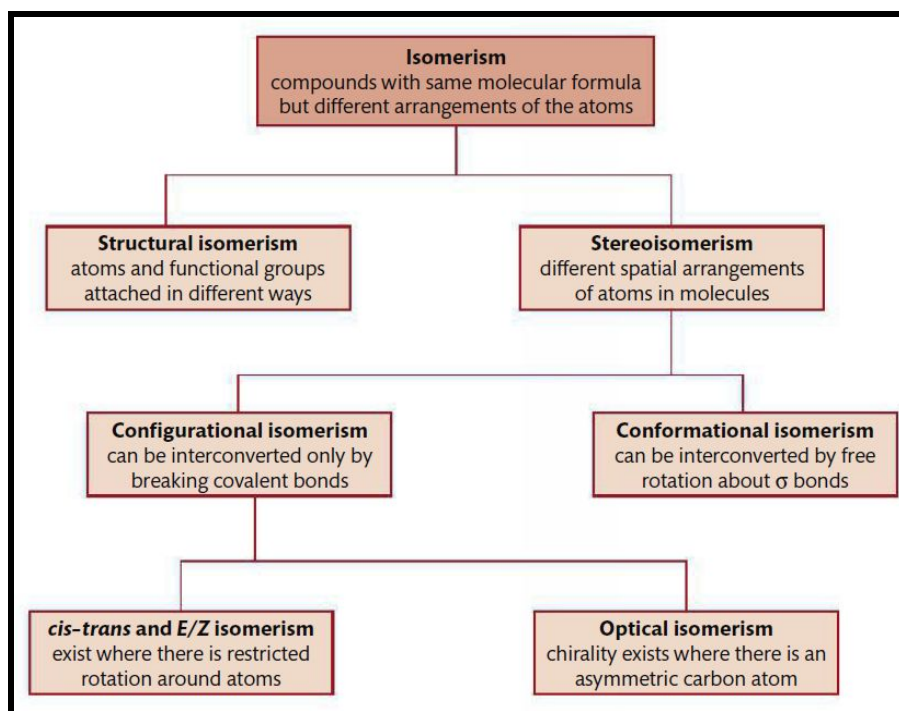 Isomerism
compounds with same molecular formula
but different arrangements of the atoms
Structural isomerism
atoms and functional groups
attached in different ways
Stereoisomerism
different spatial arrangements
of atoms in molecules
Configurational isomerism
can be interconverted only by
breaking covalent bonds
Conformational isomerism
can be interconverted by free
rotation about σ bonds
cis–trans and E/Z isomerism
exist where there is restricted
rotation around atoms
Optical isomerism
chirality exists where there is an
asymmetric carbon atom